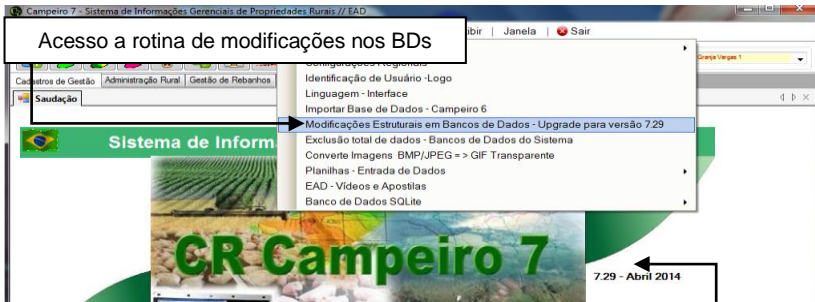 Campeiro 7 - Sistema de Informações Gerenciais de Propriedades Rurais // EAD
Acesso a rotina de modificações nos BDs
Janela | Sair
Granja Vargas 1
Configurações Regionais
Cadastros de Gestão Administração Rural Gestão de Rebanhos
Identificação de Usuário -Logo
Saudação
Linguagem - Interface
Importar Base de Dados - Campeiro 6
Modificações Estruturais em Bancos de Dados - Upgrade para versão 7.29
Sistema de Inform
Exclusão total de dados - Bancos de Dados do Sistema
Converte Imagens BMP/JPEG = > GIF Transparente
Planilhas - Entrada de Dados
EAD - Vídeos e Apostilas
Banco de Dados SQLite
CR Campeiro 7
7.29 - Abril 2014